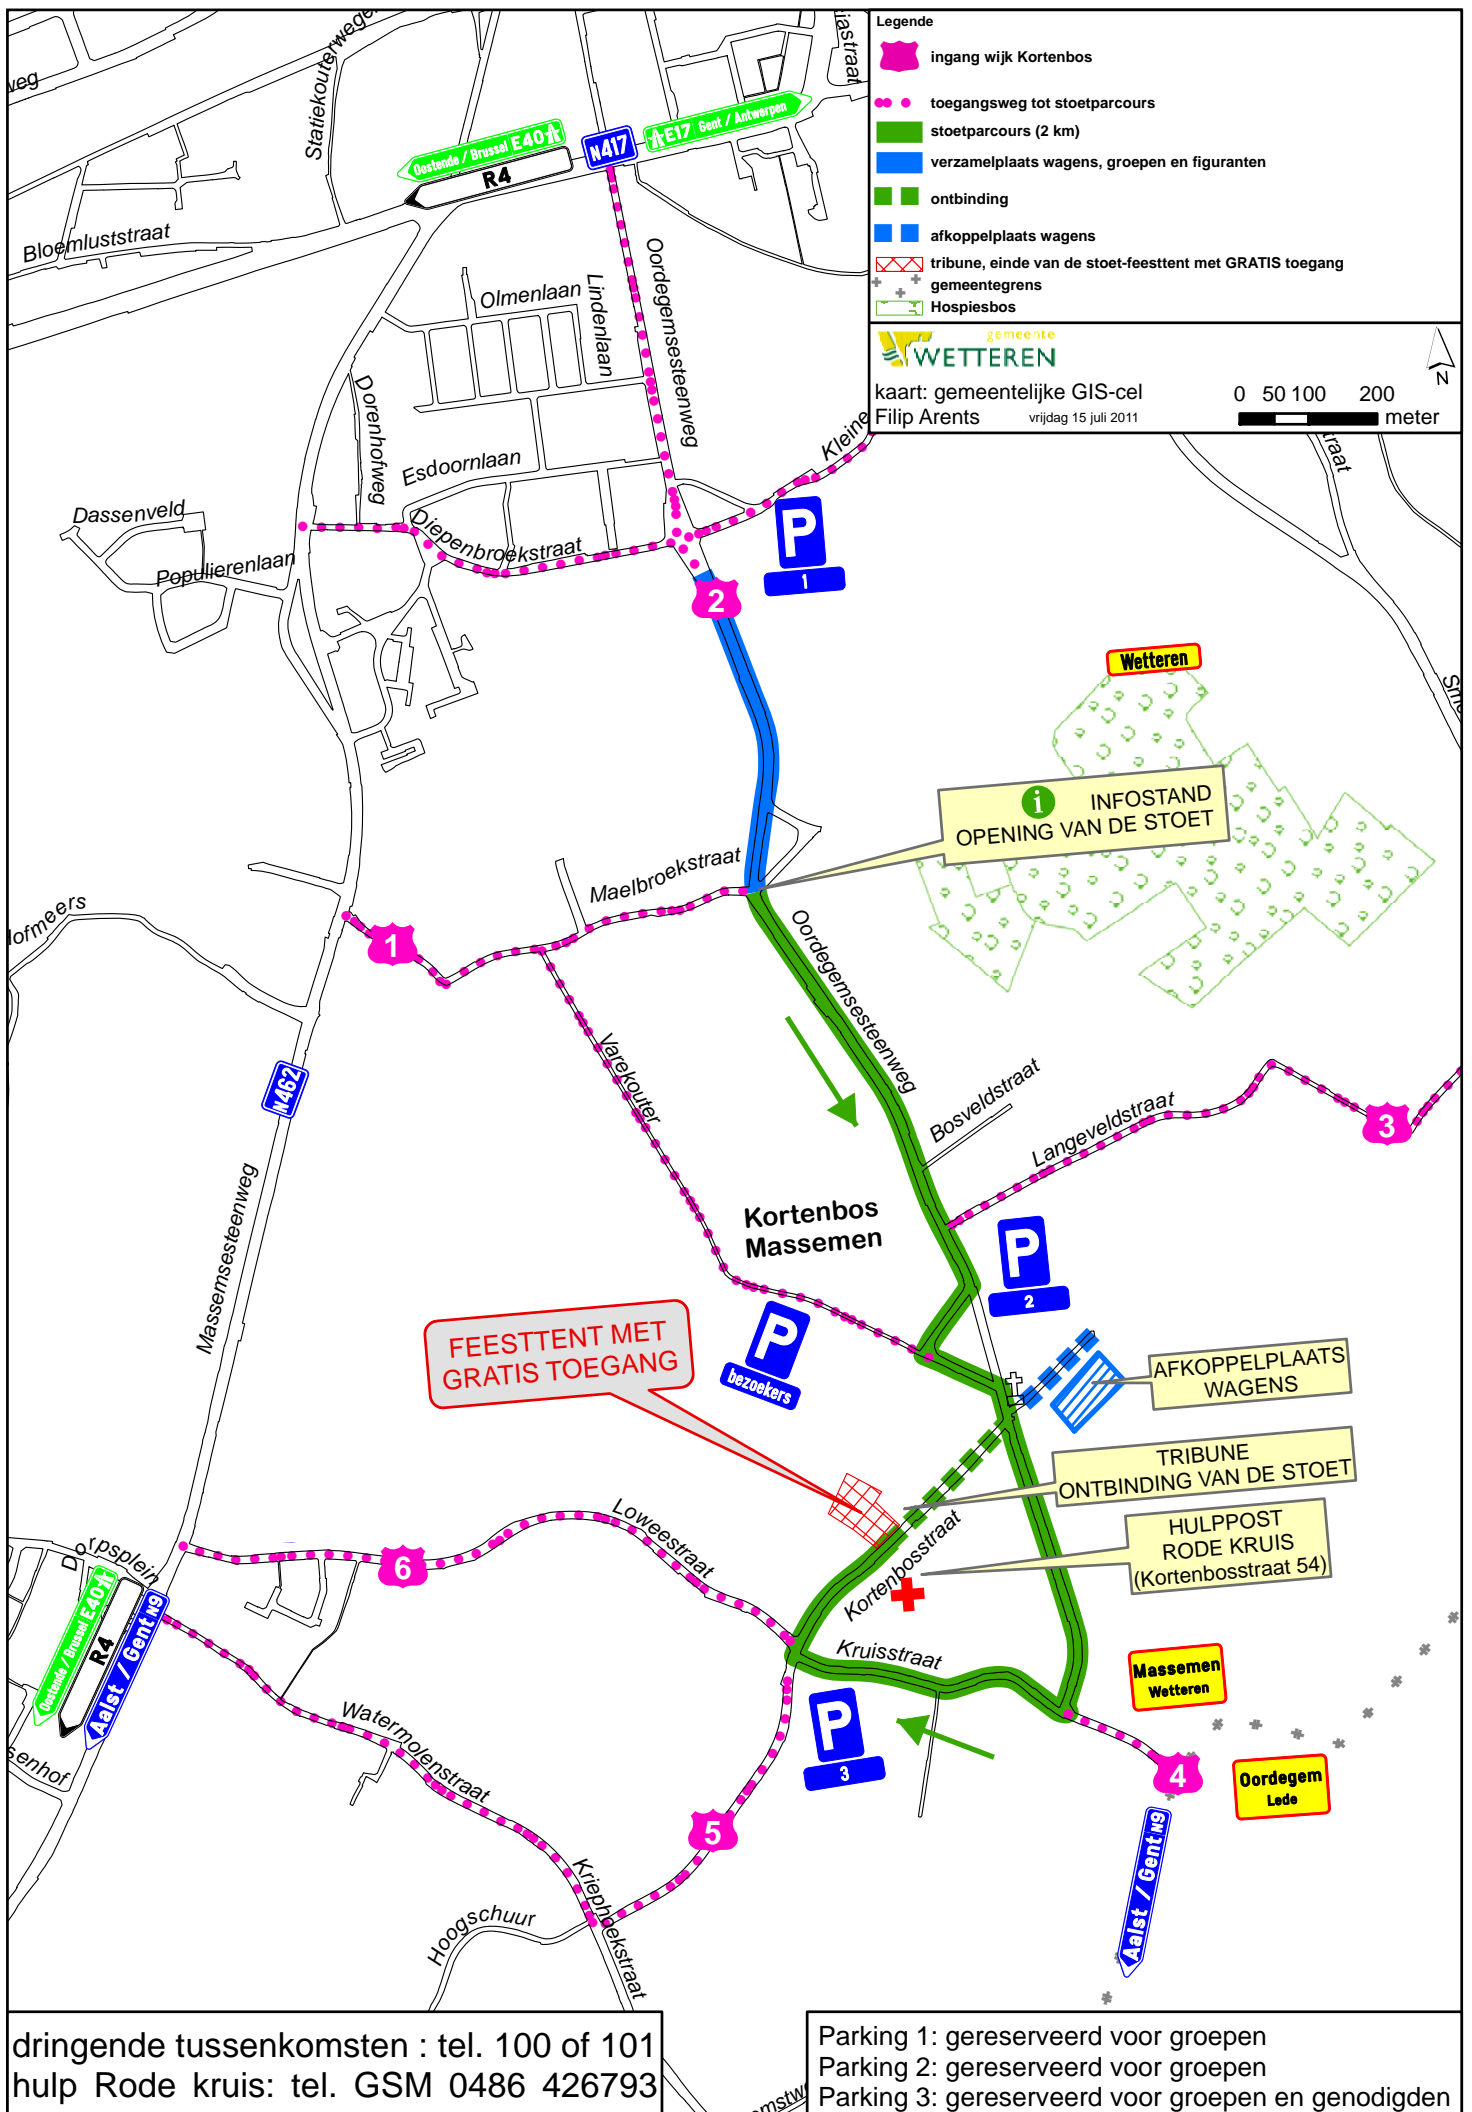 Legende
ingang wijk Kortenbos
toegangsweg tot stoetparcours
stoetparcours (2 km)
verzamelplaats wagens, groepen en figuranten
ontbinding
afkoppelplaats wagens
tribune, einde van de stoet-feesttent met GRATIS toegang
gemeentegrens
Hospiesbos
gemeente
WETTEREN
kaart: gemeentelijke GIS-cel
Filip Arents
vrijdag 15 juli 2011
0 50 100 200
meter
N
weg
Statiekouterwegel
Oostende / Brussel E40
R4
N417
E17 Gent / Antwerpen
Bloemluststraat
Olmenlaan
Lindenlaan
Oordegemsesteenweg
Dorenhofweg
Esdoornlaan
Kleine
traat
Dassenveld
Diepenbroekstraat
Populierenlaan
P
1
2
Wetteren
i INFOSTAND
OPENING VAN DE STOET
Maelbroekstraat
Hofmeers
1
Oordegemsesteenweg
Varekouter
N462
Bosveldstraat
Langeveldstraat
3
Massemsesteenweg
Kortenbos
Massemen
P
2
P
bezoekers
FEESTTENT MET
GRATIS TOEGANG
AFKOPPELPLAATS
WAGENS
TRIBUNE
ONTBINDING VAN DE STOET
HULPPOST
RODE KRUIS
(Kortenbosstraat 54)
Loweestraat
Kortenbosstraat
6
Dorpsplein
Oostende / Brussel E40
R4
Aalst / Gent N9
Kruisstraat
Massemen
Wetteren
P
3
4
Oordegem
Lede
Watermolenstraat
senhof
5
Aalst / Gent N9
Kriephoekstraat
Hoogschuur
dringende tussenkomsten : tel. 100 of 101
hulp Rode kruis: tel. GSM 0486 426793
Parking 1: gereserveerd voor groepen
Parking 2: gereserveerd voor groepen
Parking 3: gereserveerd voor groepen en genodigden